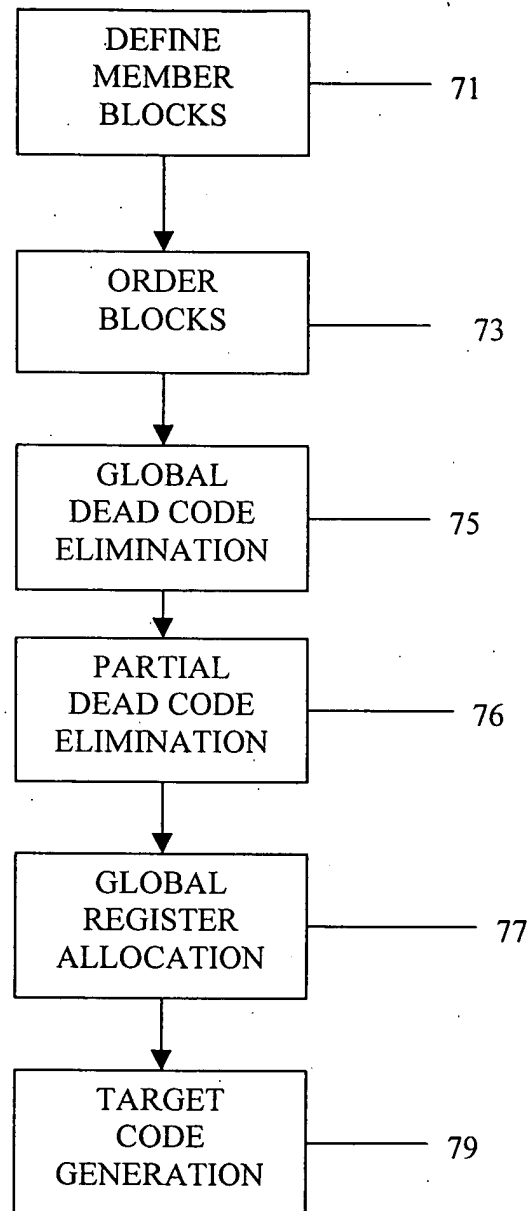 DEFINE
MEMBER
BLOCKS
71
ORDER
BLOCKS
73
GLOBAL
DEAD CODE
ELIMINATION
75
PARTIAL
DEAD CODE
ELIMINATION
76
GLOBAL
REGISTER
ALLOCATION
77
TARGET
CODE
GENERATION
79